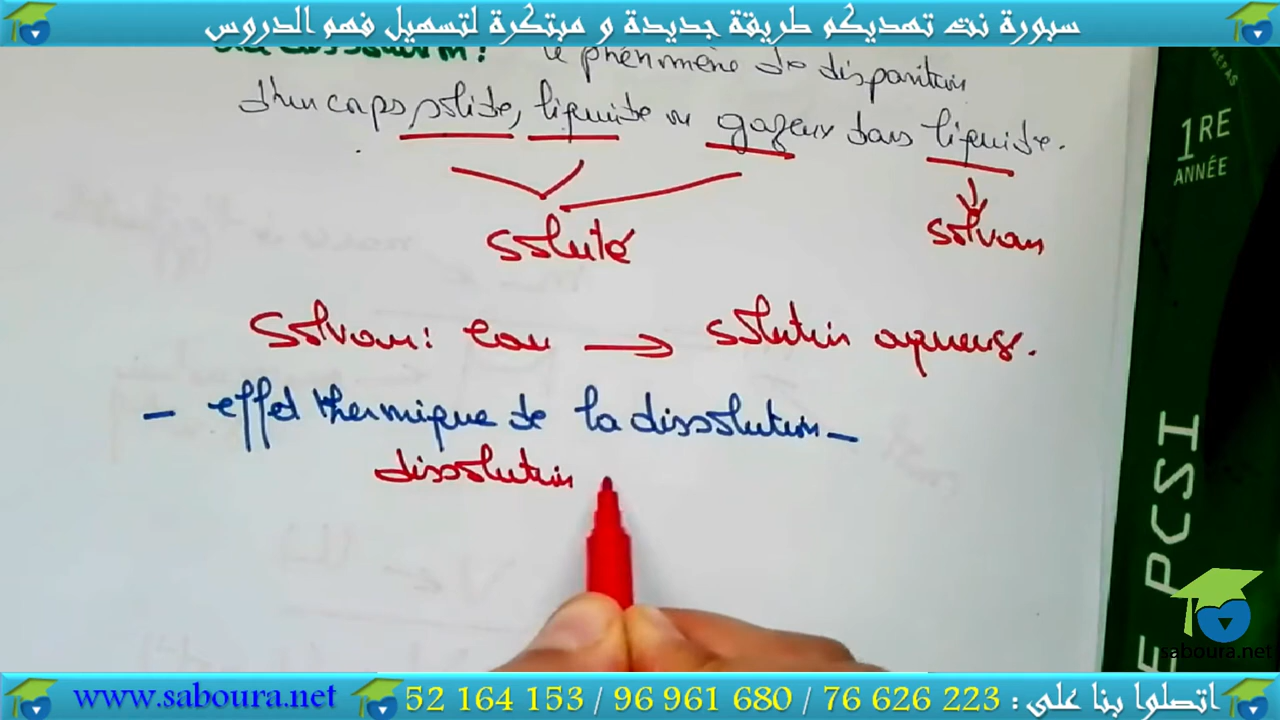 سبورة نت تهديكم طريقة جديدة و مبتكرة لتسهيل فهم الدروس
le phénomène de disparition
d'un corps solide, liquide ou gazeux dans liquide.
soluté
solvan
Solvan : eau → solution aqueuse.
- effet thermique de la dissolution -
dissolution
1RE
ANNÉE
PCSI
saboura.net
www.saboura.net
52 164 153 / 96 961 680 / 76 626 223 : اتصلوا بنا على